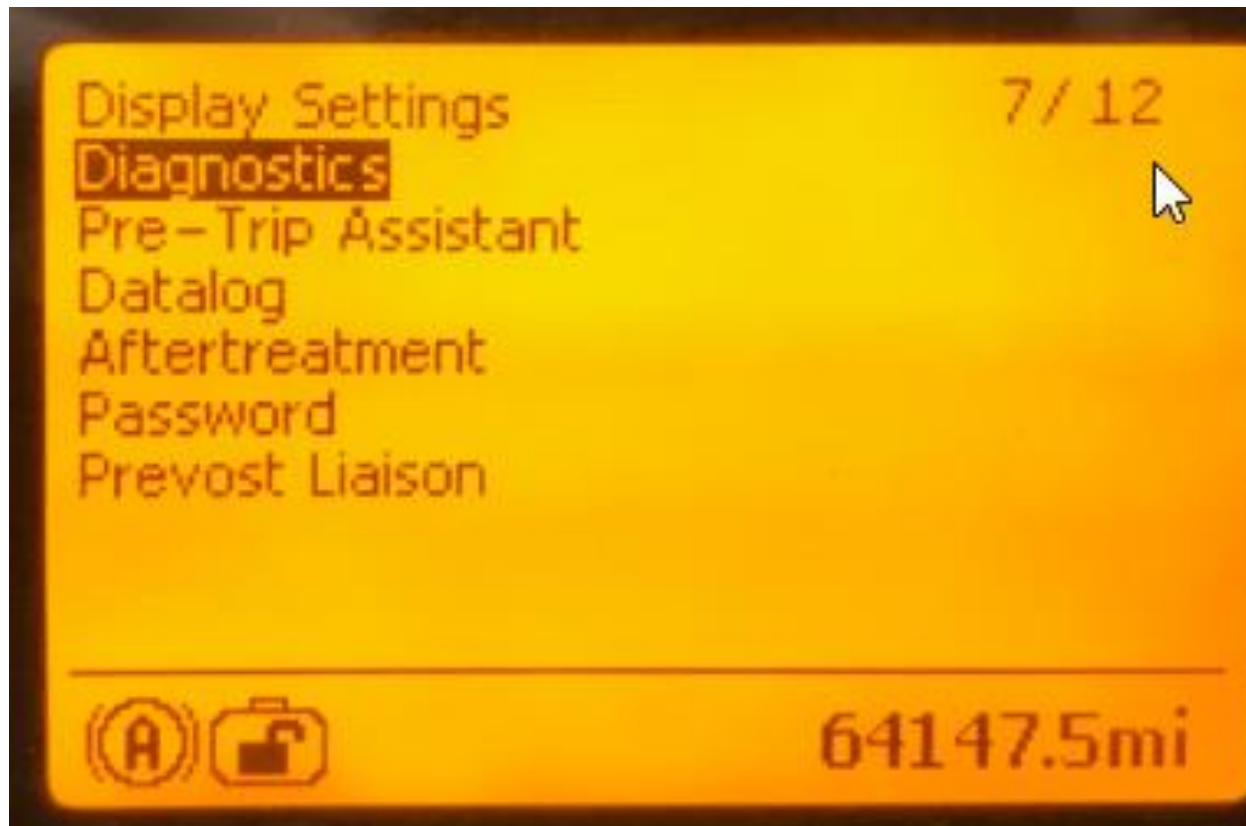 Display Settings 7/12
Diagnostics
Pre-Trip Assistant
Datalog
Aftertreatment
Password
Prevost Liaison
A
64147.5mi